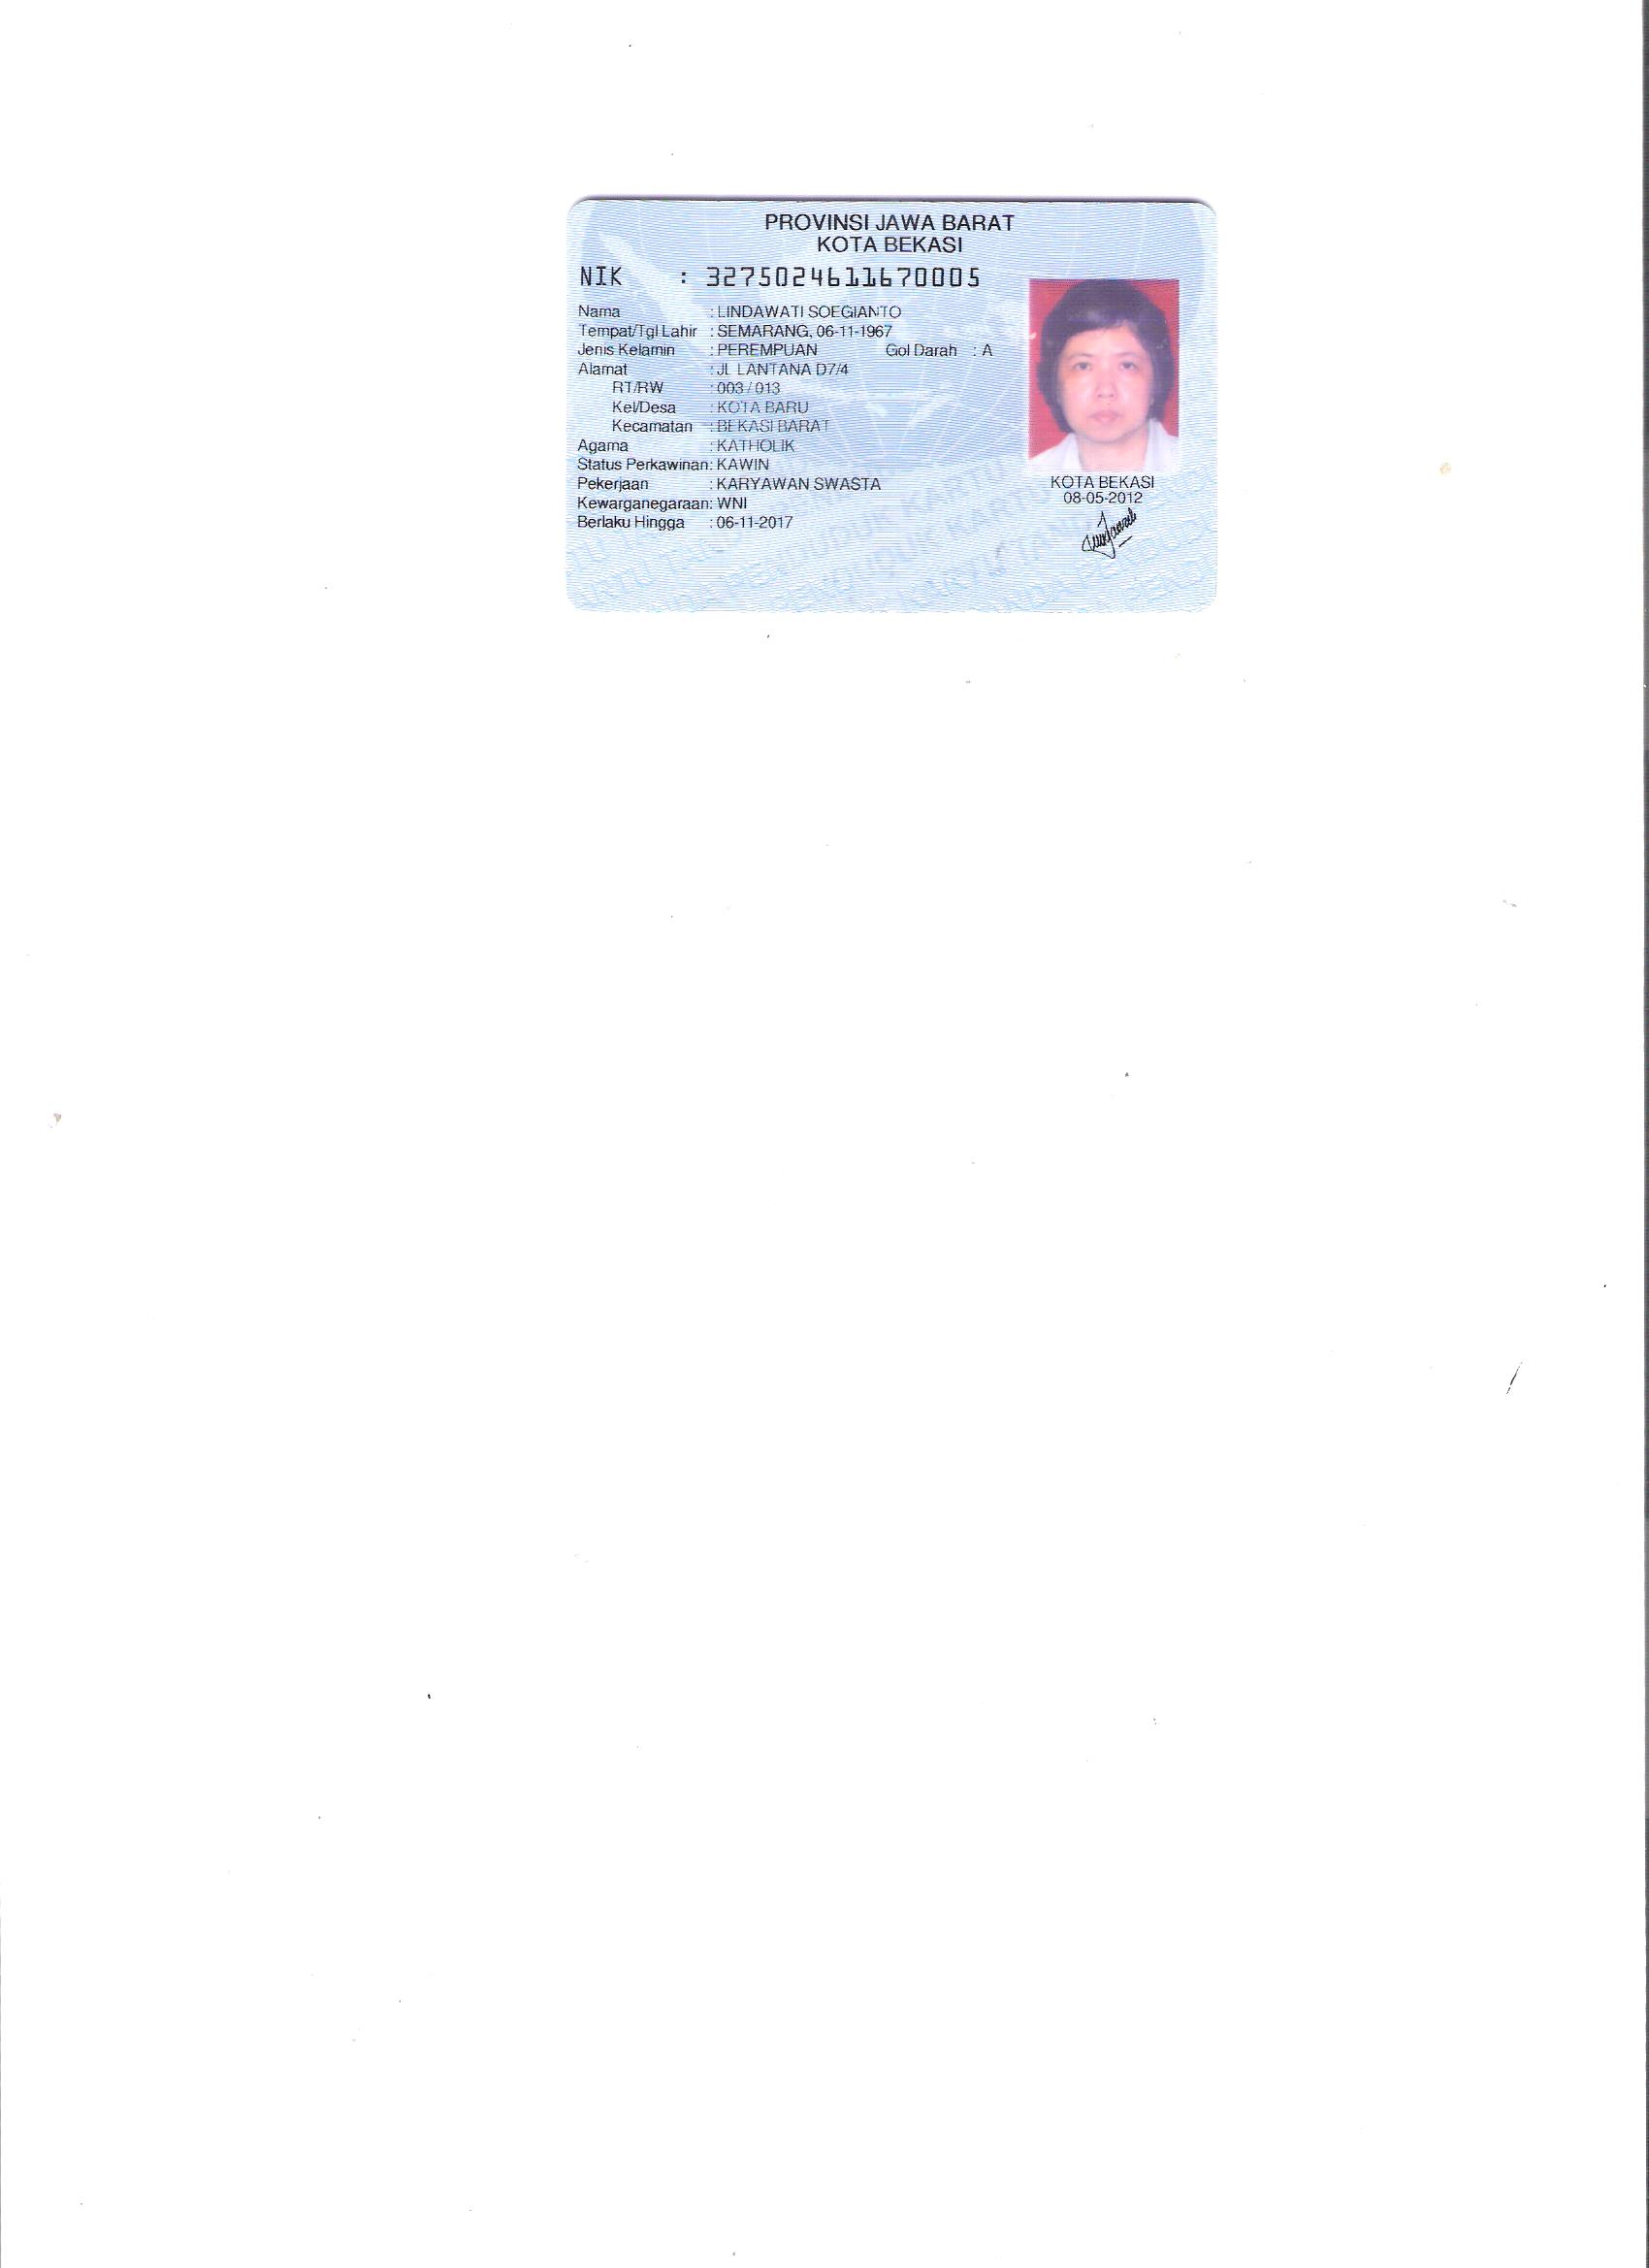 PROVINSI JAWA BARAT
KOTA BEKASI
NIK : 3275024611670005
Nama : LINDAWATI SOEGIANTO
Tempat/Tgl Lahir : SEMARANG, 06-11-1967
Jenis Kelamin : PEREMPUAN Gol Darah : A
Alamat : JL LANTANA D7/4
RT/RW : 003 / 013
Kel/Desa : KOTA BARU
Kecamatan : BEKASI BARAT
Agama : KATHOLIK
Status Perkawinan: KAWIN
Pekerjaan : KARYAWAN SWASTA
Kewarganegaraan: WNI
Berlaku Hingga : 06-11-2017
KOTA BEKASI
08-05-2012